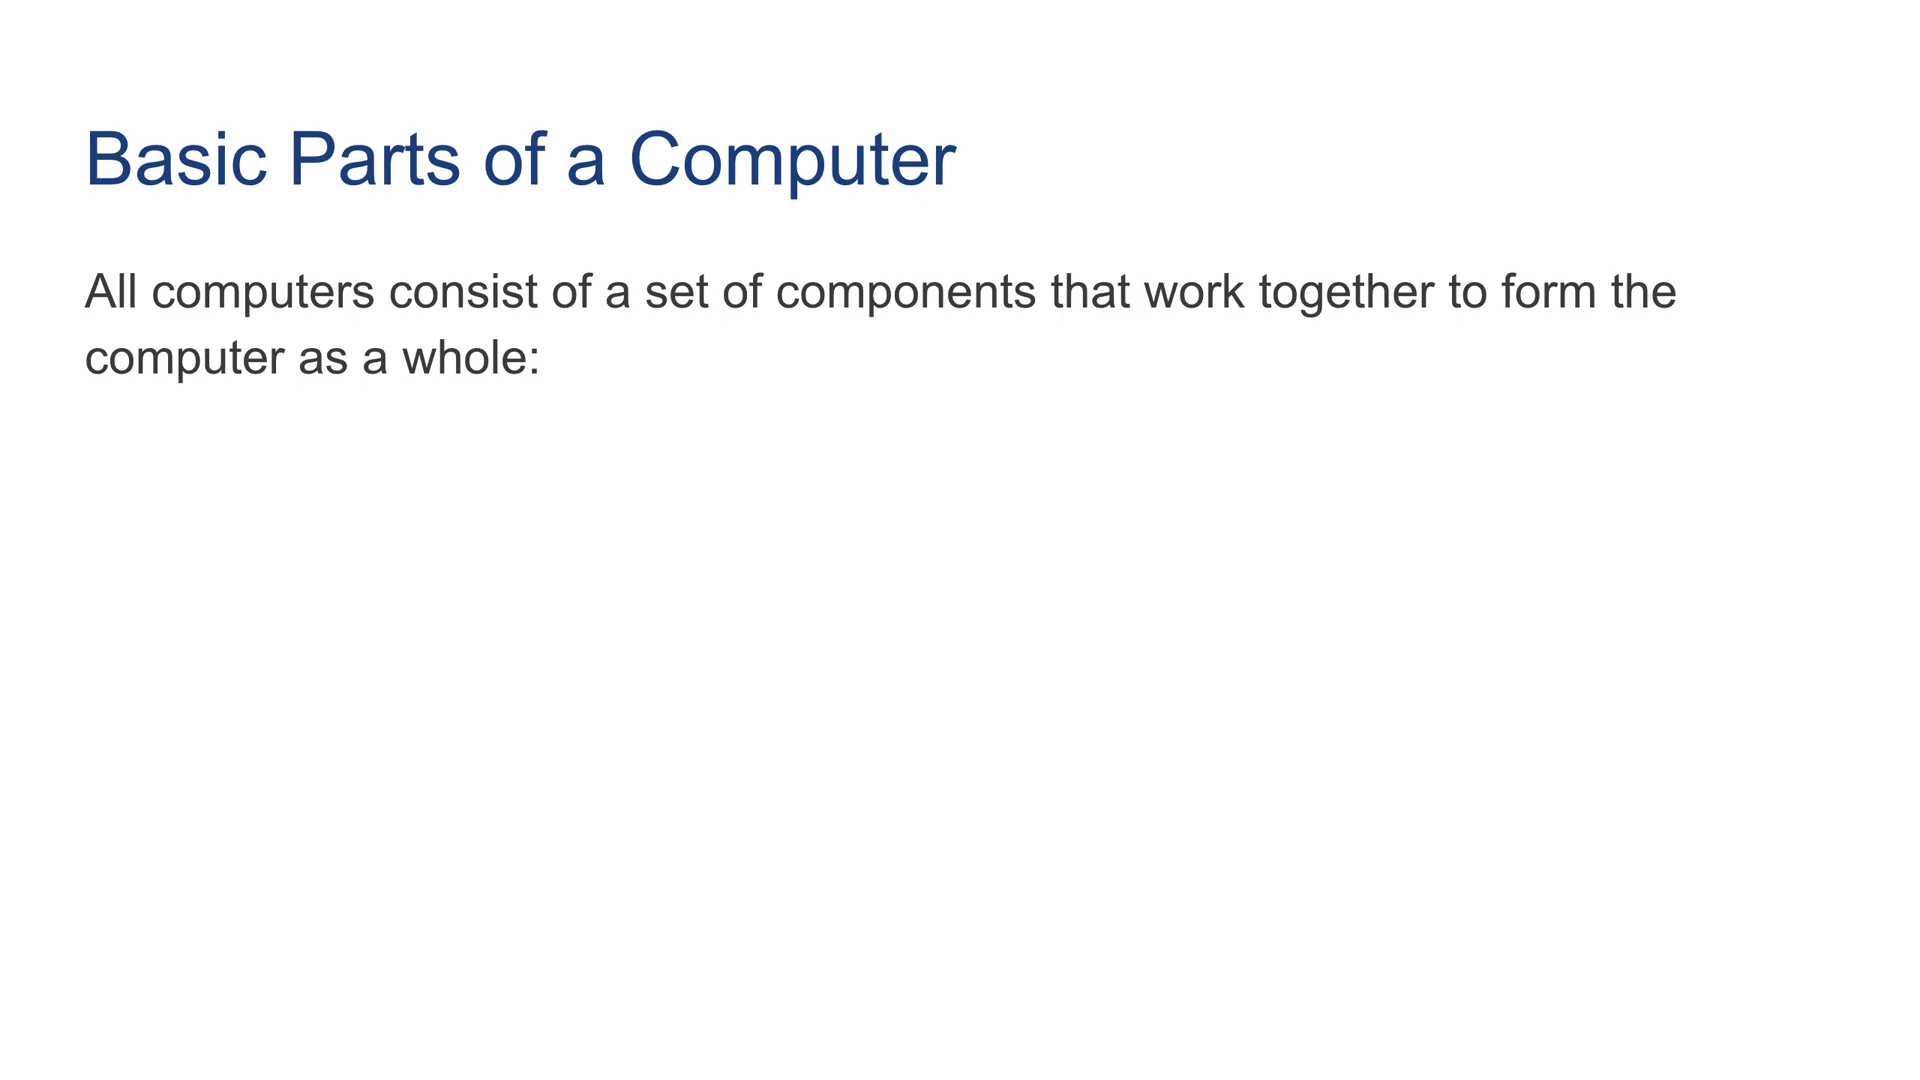 Basic Parts of a Computer
All computers consist of a set of components that work together to form the
computer as a whole: